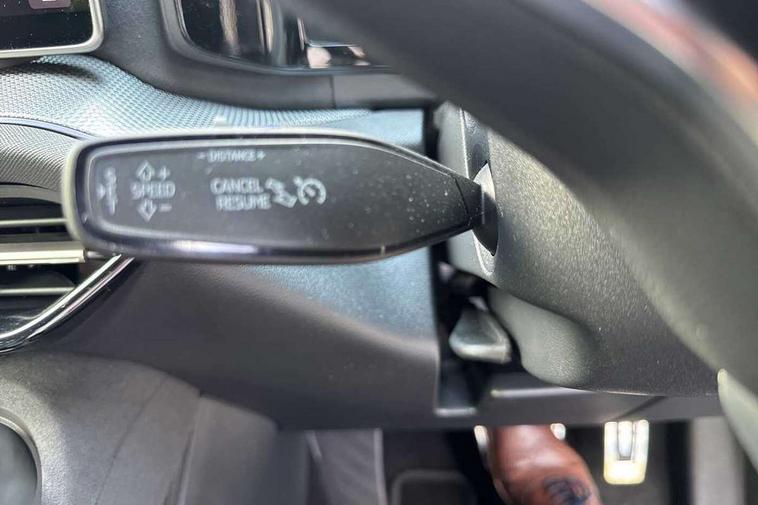 - DISTANCE +
+
SPEED
-
CANCEL
RESUME